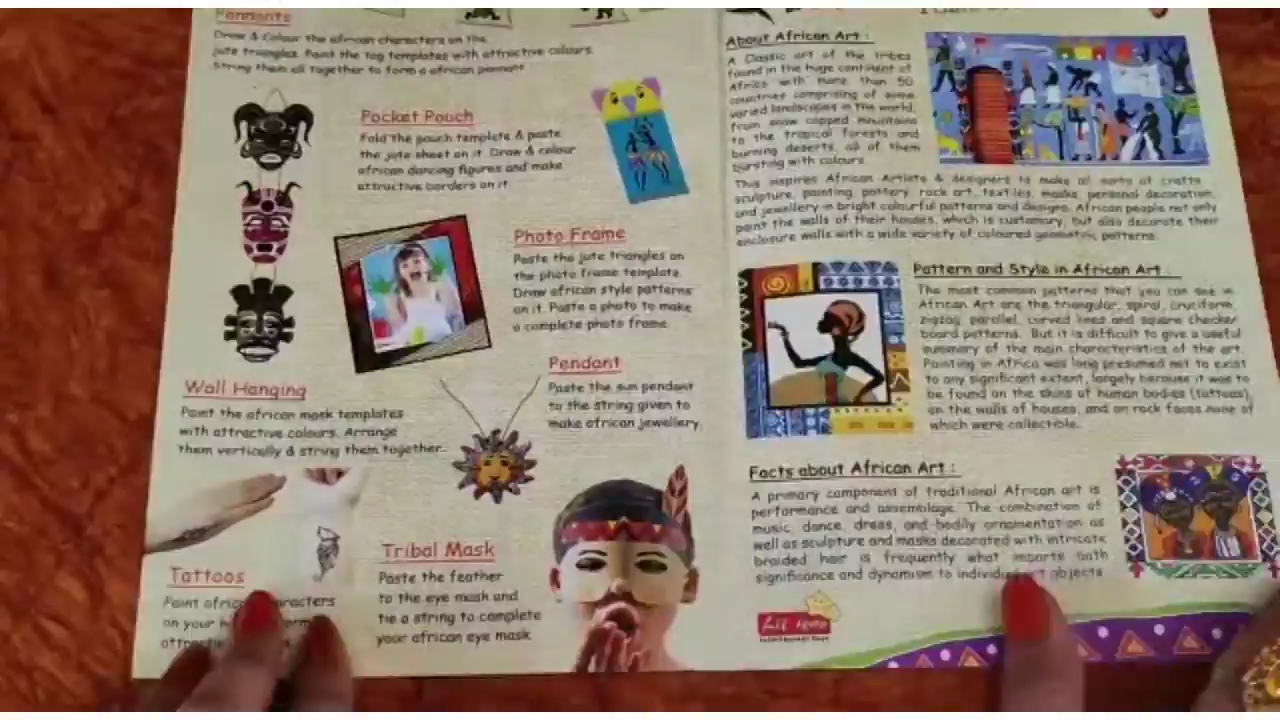 Pennants
Draw & Colour the african characters on the
jute triangles. Paint the tag templates with attractive colours.
String them all together to form a african pennant.
Pocket Pouch
Fold the pouch template & paste
the jute sheet on it. Draw & colour
african dancing figures and make
attractive borders on it.
Photo Frame
Paste the jute triangles on
the photo frame template.
Draw african style patterns
on it. Paste a photo to make
a complete photo frame.
Pendant
Paste the sun pendant
to the string given to
make african jewellery.
Wall Hanging
Paint the african mask templates
with attractive colours. Arrange
them vertically & string them together.
Tattoos
Paint
on your
Tribal Mask
Paste the feather
to the eye mask and
tie a string to complete
your african eye mask.
About African Art :
A Classic art of the tribes
found in the huge continent of
Africa with more than 50
countries comprising of some
varied landscapes in the world,
from snow capped mountains
to the tropical forests and
burning deserts, all of them
bursting with colours.
This inspires African Artists & designers to make all sorts of crafts
sculpture, painting, pottery, rock art, textiles, masks, personal decoration,
and jewellery in bright colourful patterns and designs. African people not only
paint the walls of their houses, which is customary, but also decorate their
enclosure walls with a wide variety of coloured geometric patterns.
Pattern and Style in African Art :
The most common patterns that you can see in
African Art are the triangular, spiral, cruciform,
zigzag, parallel, curved lines and square checker
board patterns. But it is difficult to give a useful
summary of the main characteristics of the art.
Painting in Africa was long presumed not to exist
to any significant extent, largely because it was to
be found on the skins of human bodies (tattoos),
on the walls of houses, and on rock faces none of
which were collectible.
Facts about African Art :
A primary component of traditional African art is
performance and assemblage. The combination of
music, dance, dress, and bodily ornamentation as
well as sculpture and masks decorated with intricate
braided hair is frequently what imparts both
significance and dynamism to individual art objects